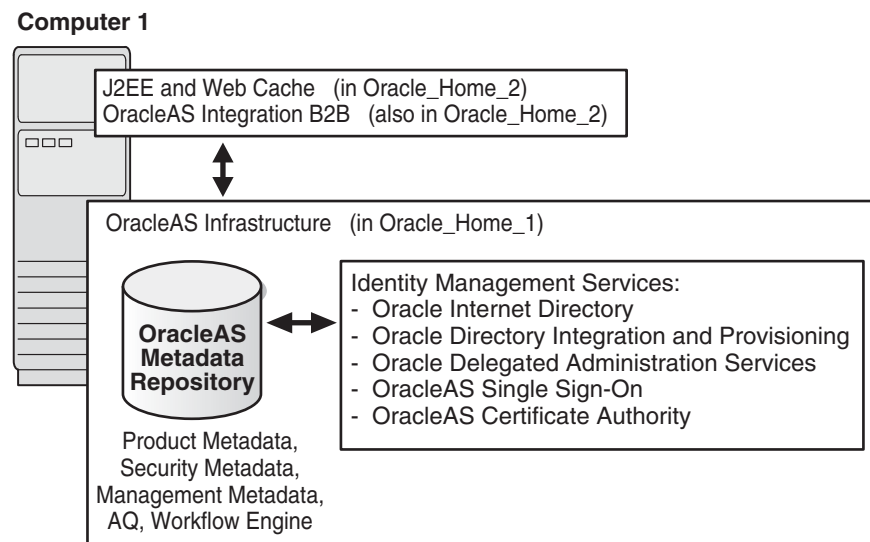 Computer 1
J2EE and Web Cache (in Oracle_Home_2)
OracleAS Integration B2B (also in Oracle_Home_2)
OracleAS Infrastructure (in Oracle_Home_1)
OracleAS
Metadata
Repository
Product Metadata,
Security Metadata,
Management Metadata,
AQ, Workflow Engine
Identity Management Services:
- Oracle Internet Directory
- Oracle Directory Integration and Provisioning
- Oracle Delegated Administration Services
- OracleAS Single Sign-On
- OracleAS Certificate Authority